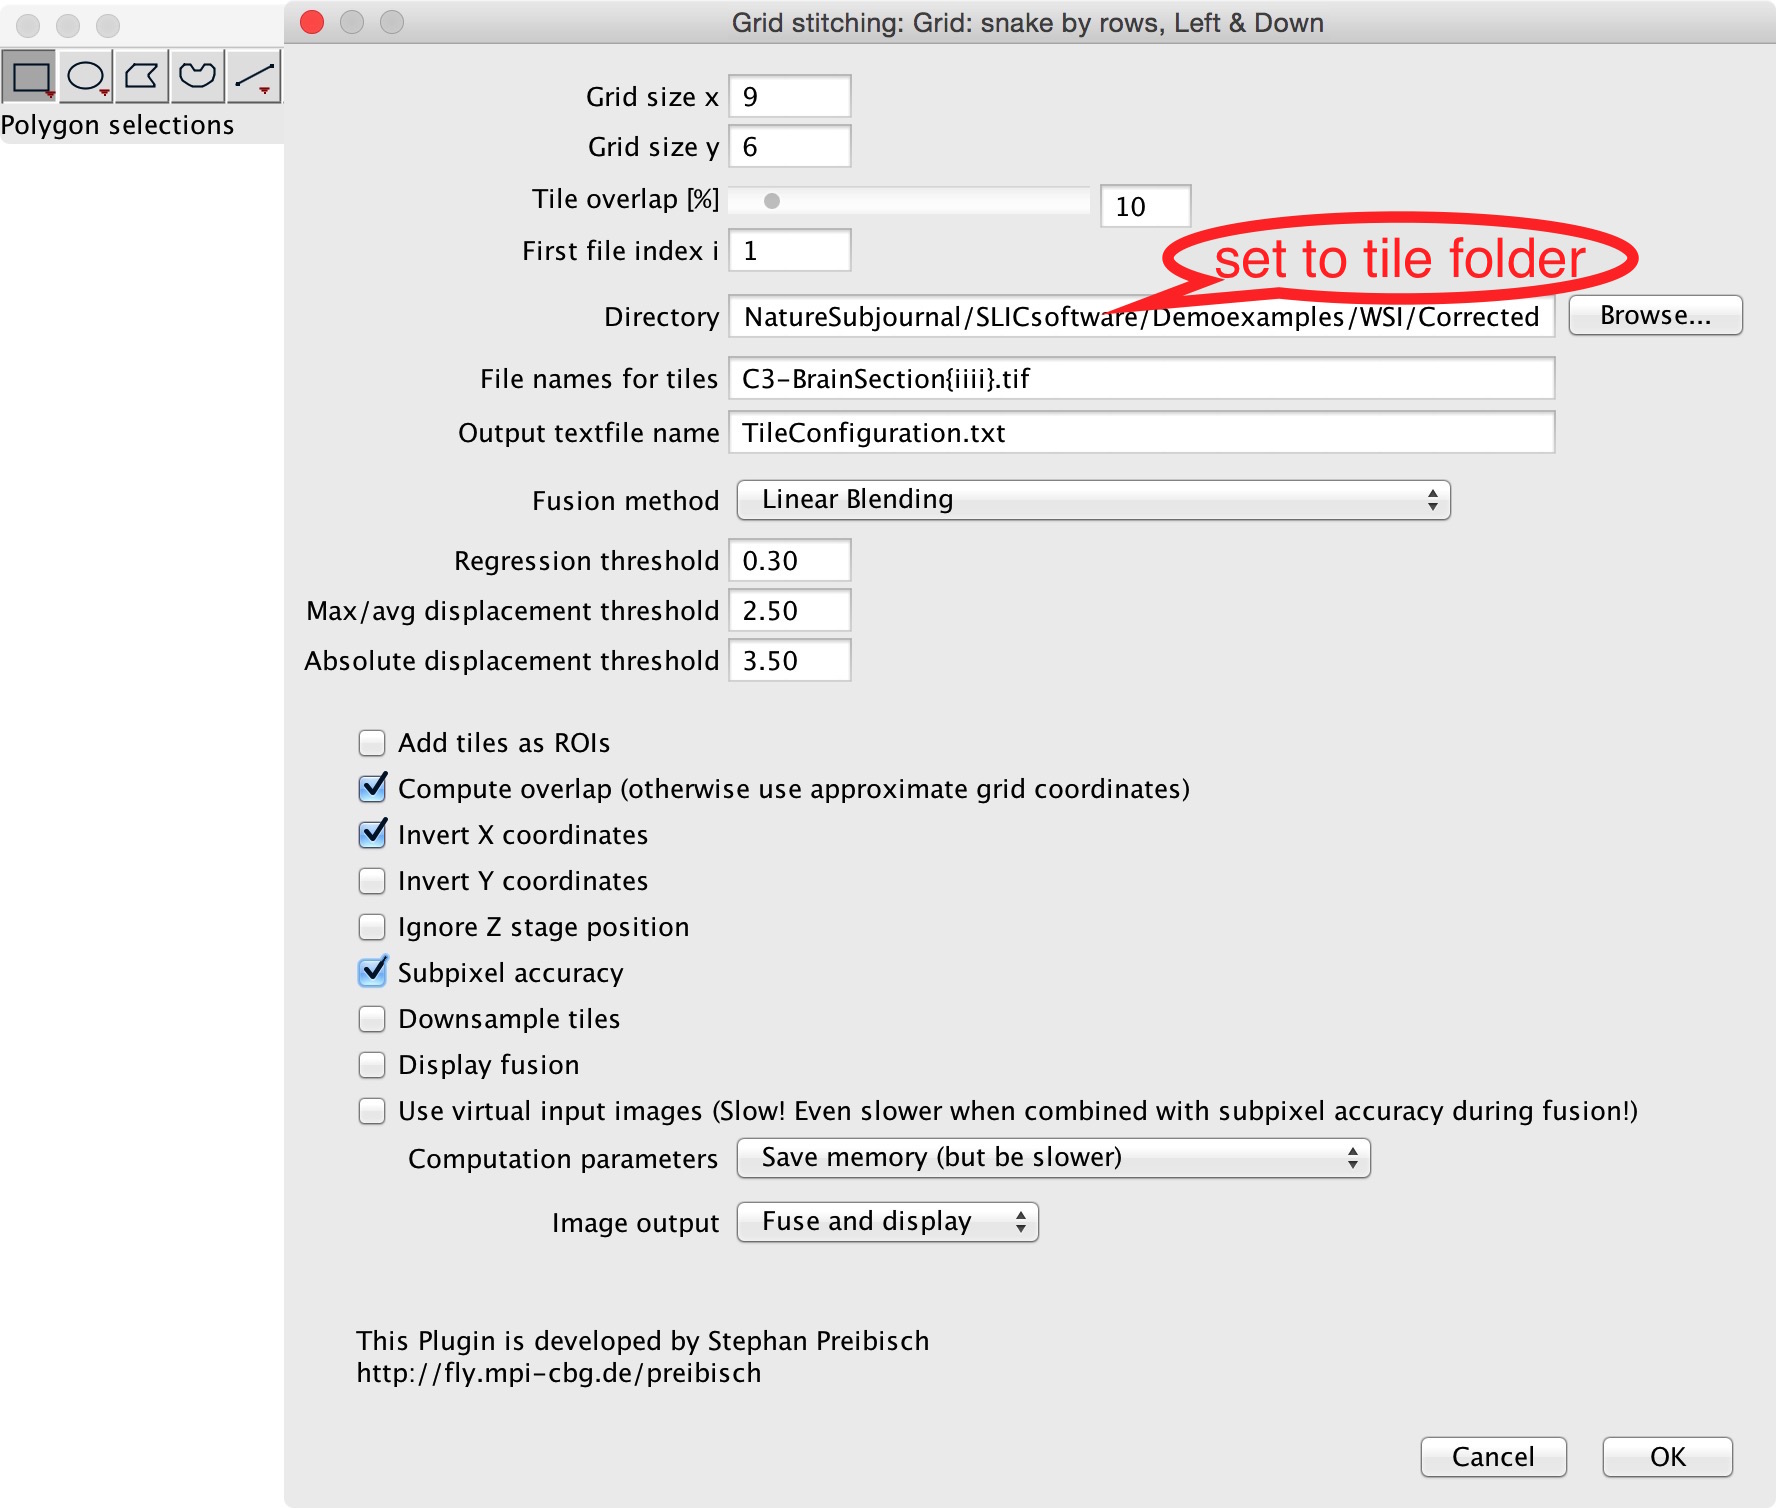 Grid stitching: Grid: snake by rows, Left & Down
Polygon selections
Grid size x 9
Grid size y 6
Tile overlap [%] 10
First file index i 1
set to tile folder
Directory NatureSubjournal/SLICsoftware/Demoexamples/WSI/Corrected Browse...
File names for tiles C3-BrainSection{iiii}.tif
Output textfile name TileConfiguration.txt
Fusion method Linear Blending
Regression threshold 0.30
Max/avg displacement threshold 2.50
Absolute displacement threshold 3.50
Add tiles as ROIs
Compute overlap (otherwise use approximate grid coordinates)
Invert X coordinates
Invert Y coordinates
Ignore Z stage position
Subpixel accuracy
Downsample tiles
Display fusion
Use virtual input images (Slow! Even slower when combined with subpixel accuracy during fusion!)
Computation parameters Save memory (but be slower)
Image output Fuse and display
This Plugin is developed by Stephan Preibisch
http://fly.mpi-cbg.de/preibisch
Cancel OK